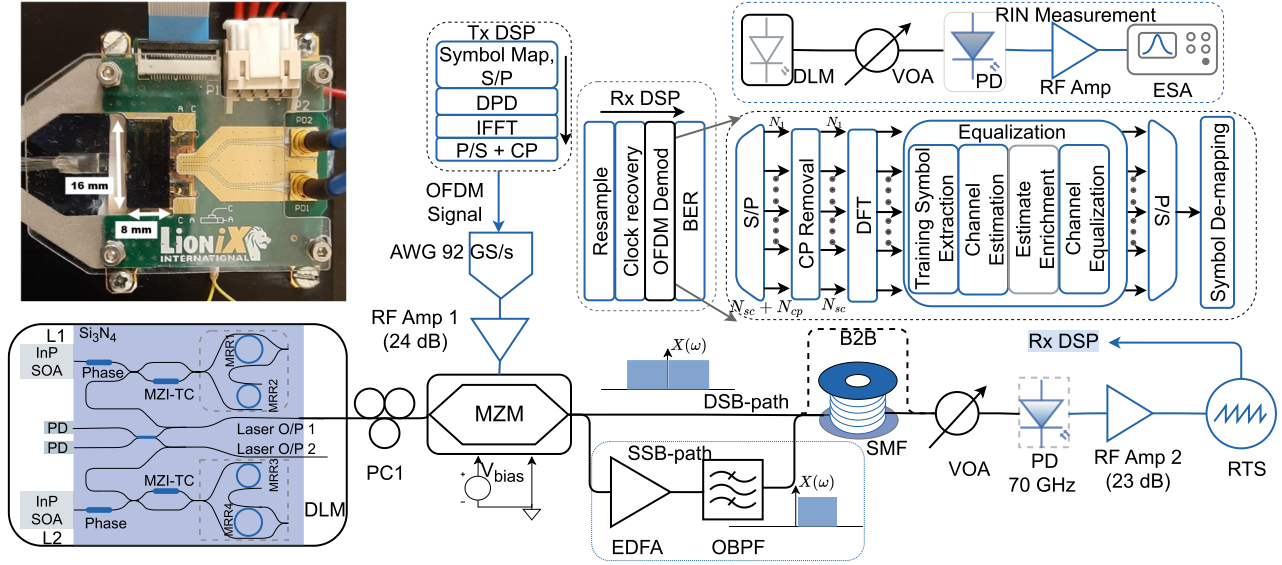 P1
P2
A C
PD2
16 mm
8 mm
PD1
C A
C
A
LioniX
INTERNATIONAL
Tx DSP
Symbol Map,
S/P
DPD
IFFT
P/S + CP
OFDM
Signal
AWG 92 GS/s
RF Amp 1
(24 dB)
Rx DSP
Resample
Clock recovery
OFDM Demod
BER
RIN Measurement
DLM
VOA
PD
RF Amp
ESA
N₁
N₁
S/P
CP Removal
DFT
Equalization
Training Symbol
Extraction
Channel
Estimation
Estimate
Enrichment
Channel
Equalization
P/S
Symbol De-mapping
N_sc + N_cp
N_sc
L1
Si₃N₄
InP
SOA
Phase
MZI-TC
MRR1
MRR2
PD
PD
Laser O/P 1
Laser O/P 2
MZI-TC
MRR3
MRR4
InP
SOA
Phase
L2
DLM
PC1
MZM
+
-
V_bias
X(ω)
DSB-path
SSB-path
EDFA
OBPF
X(ω)
B2B
SMF
VOA
PD
70 GHz
RF Amp 2
(23 dB)
Rx DSP
RTS